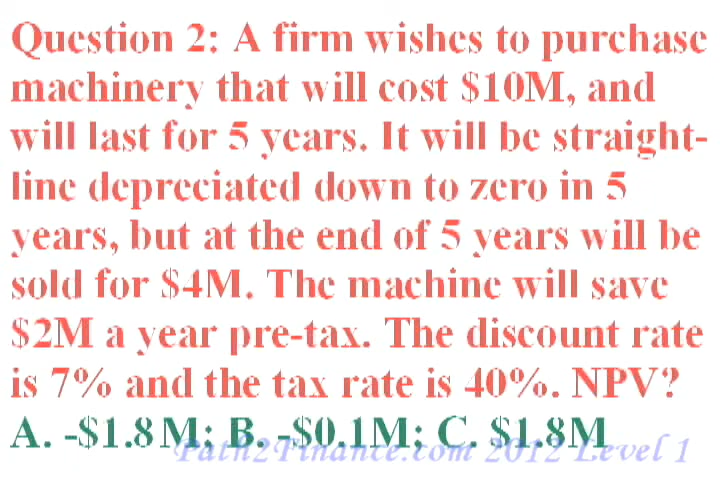 Question 2: A firm wishes to purchase
machinery that will cost $10M, and
will last for 5 years. It will be straight-
line depreciated down to zero in 5
years, but at the end of 5 years will be
sold for $4M. The machine will save
$2M a year pre-tax. The discount rate
is 7% and the tax rate is 40%. NPV?
A. -$1.8M; B. -$0.1M; C. $1.8M
Path2Finance.com 2012 Level 1